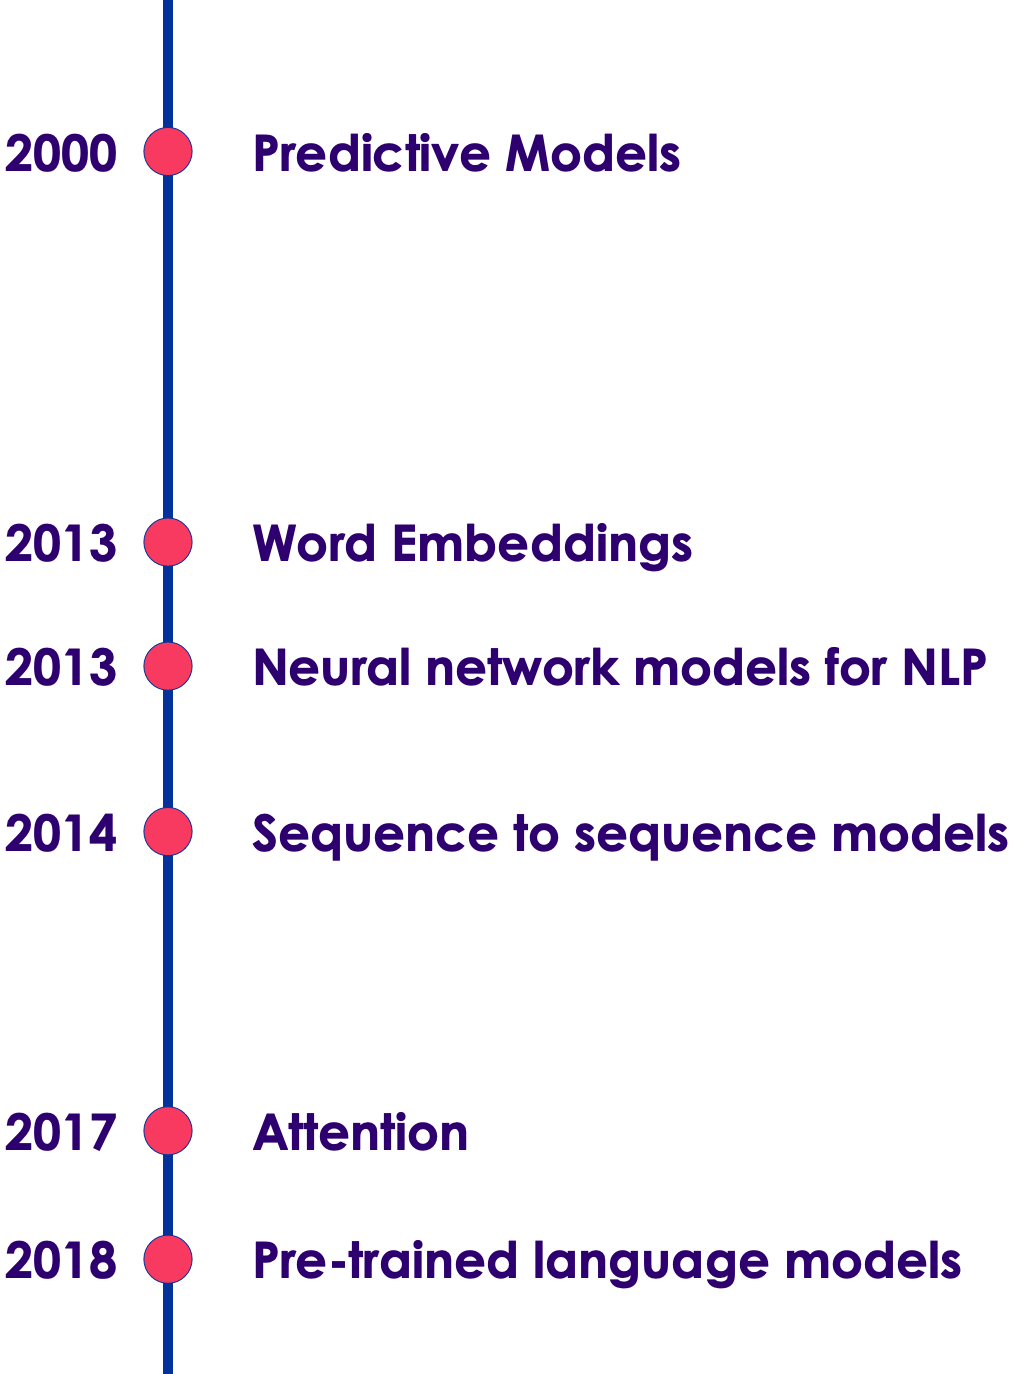 2000 Predictive Models
2013 Word Embeddings
2013 Neural network models for NLP
2014 Sequence to sequence models
2017 Attention
2018 Pre-trained language models